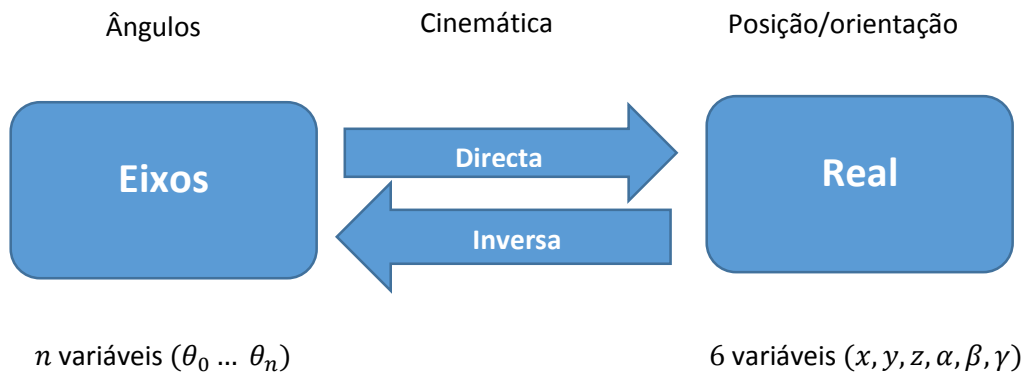 Ângulos
Cinemática
Posição/orientação
Eixos
Directa
Real
Inversa
n variáveis (θ₀ … θₙ)
6 variáveis (x, y, z, α, β, γ)